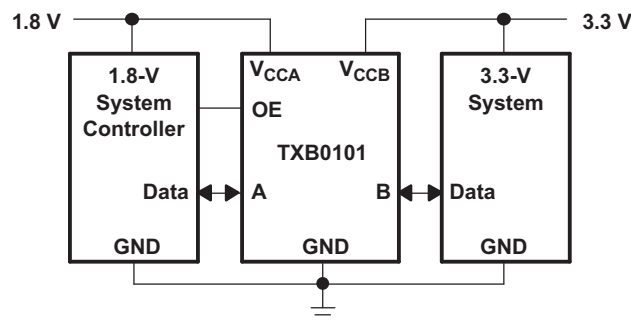 1.8 V
3.3 V
1.8-V
System
Controller
VCCA
VCCB
OE
TXB0101
3.3-V
System
Data
A
B
Data
GND
GND
GND